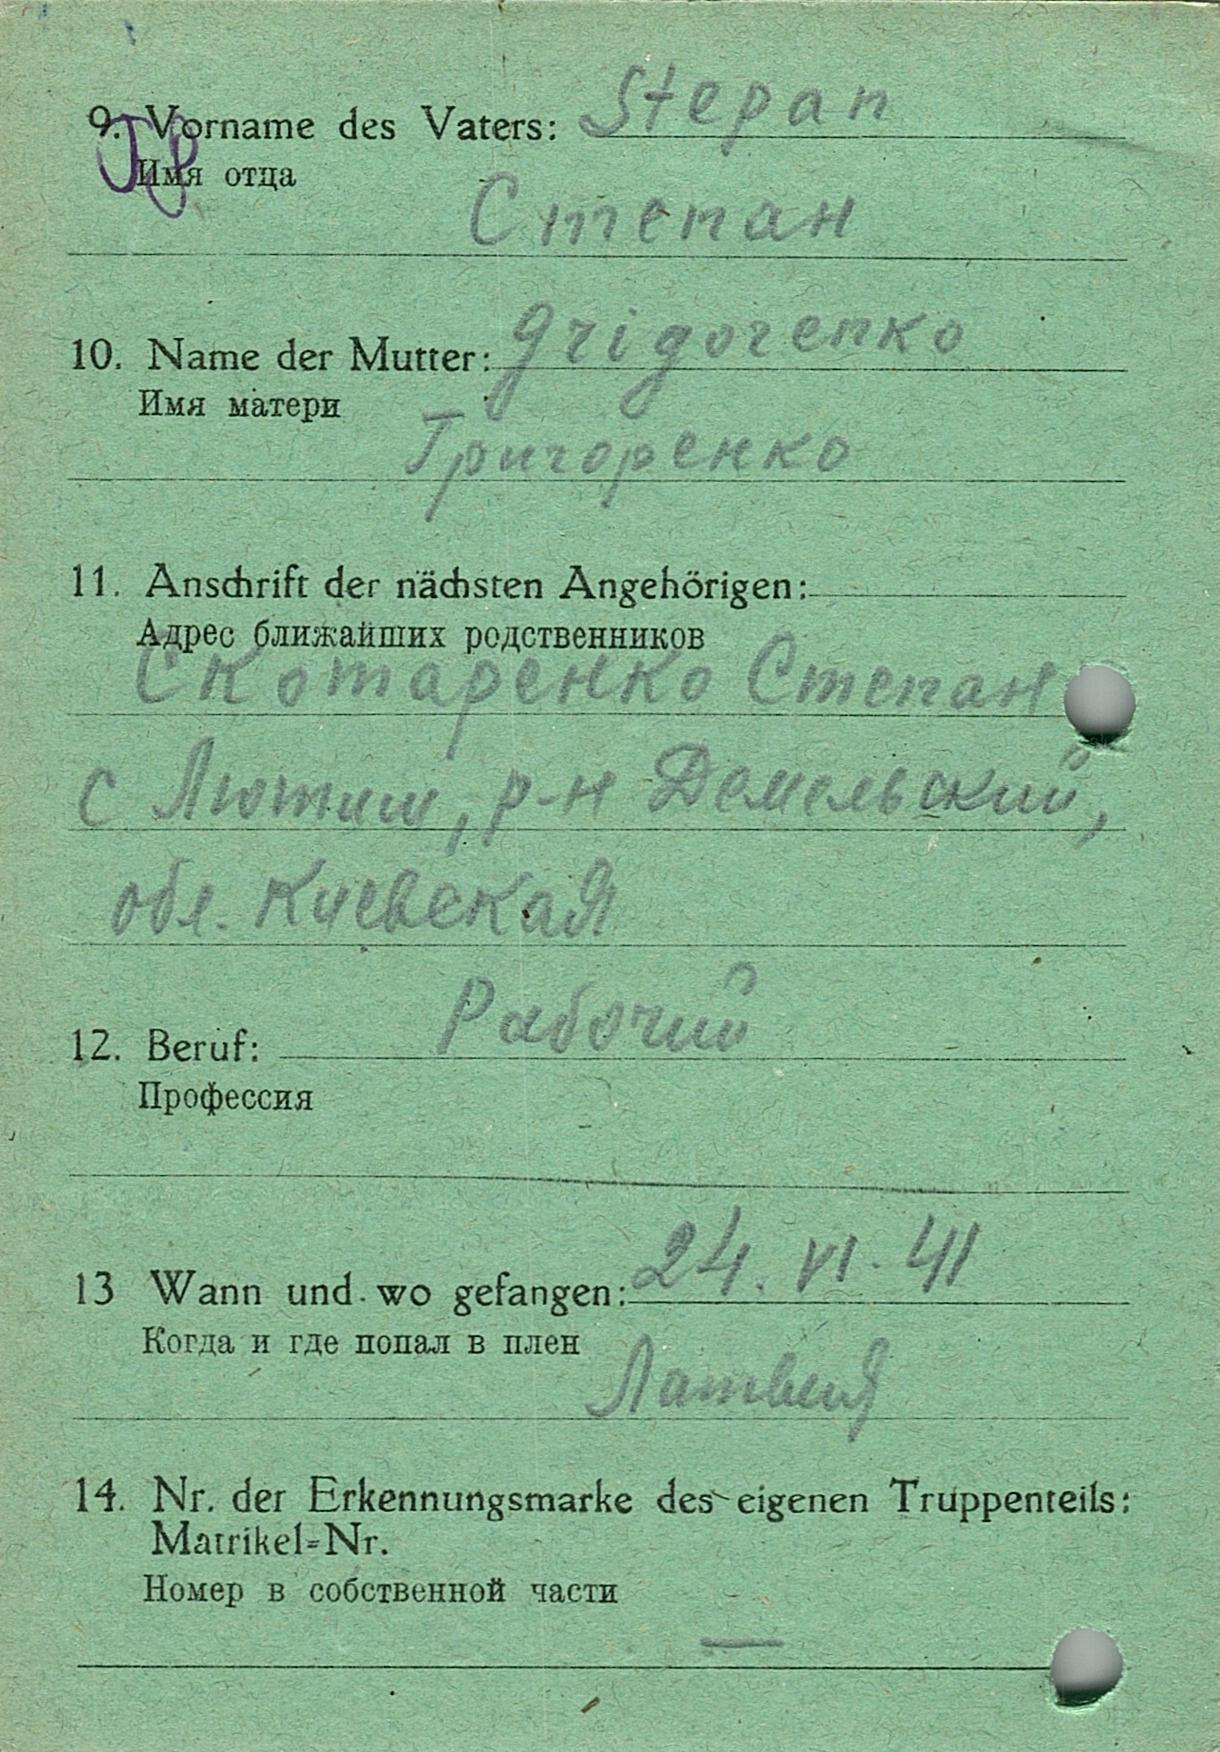 9. Vorname des Vaters: Stepan
Имя отца
Степан
10. Name der Mutter: Grigorenko
Имя матери
Григоренко
11. Anschrift der nächsten Angehörigen:
Адрес ближайших родственников
Скотаренко Степан
с Лютиш, р-н Демельский,
обл. Киевская
12. Beruf: Рабочий
Профессия
13 Wann und wo gefangen: 24. VI. 41
Когда и где попал в плен
Латвия
14. Nr. der Erkennungsmarke des eigenen Truppenteils:
Matrikel=Nr.
Номер в собственной части
—